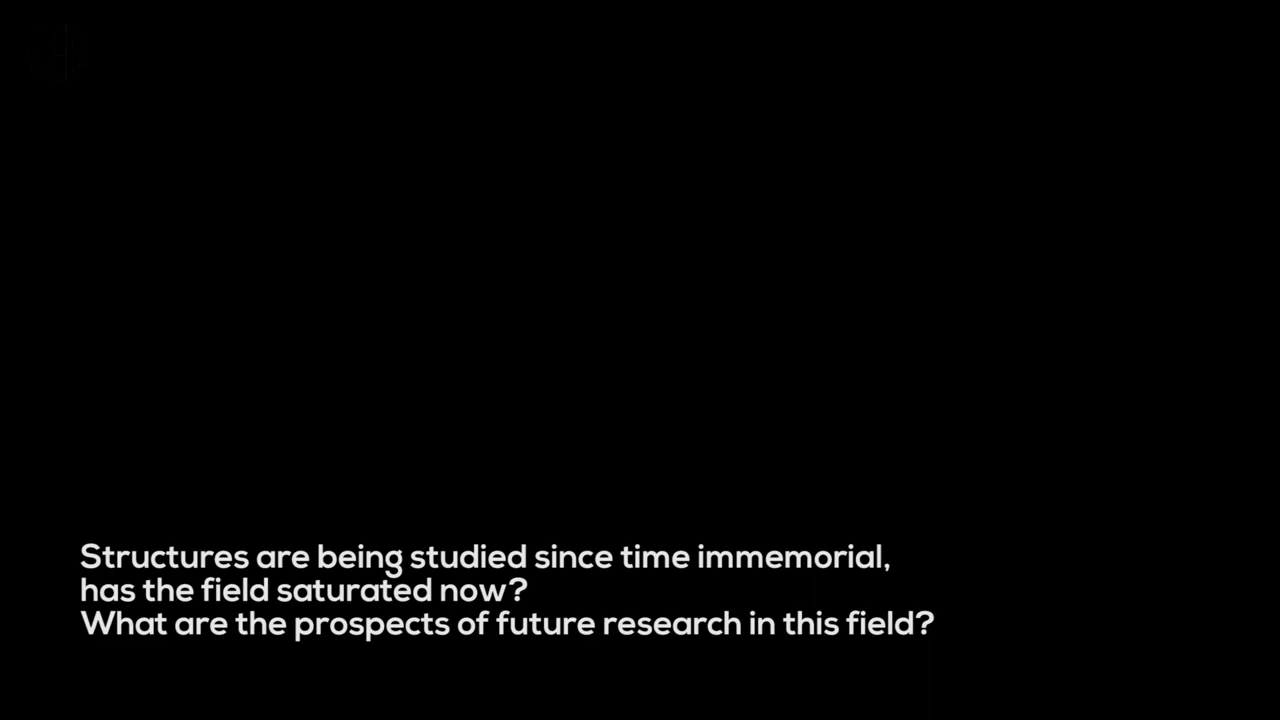 Structures are being studied since time immemorial,
has the field saturated now?
What are the prospects of future research in this field?